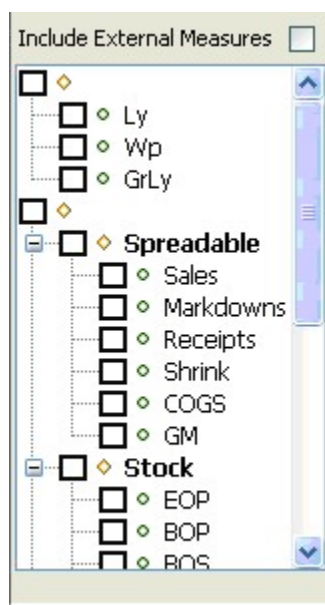 Include External Measures
Ly
Wp
GrLy
Spreadable
Sales
Markdowns
Receipts
Shrink
COGS
GM
Stock
EOP
BOP
BOS